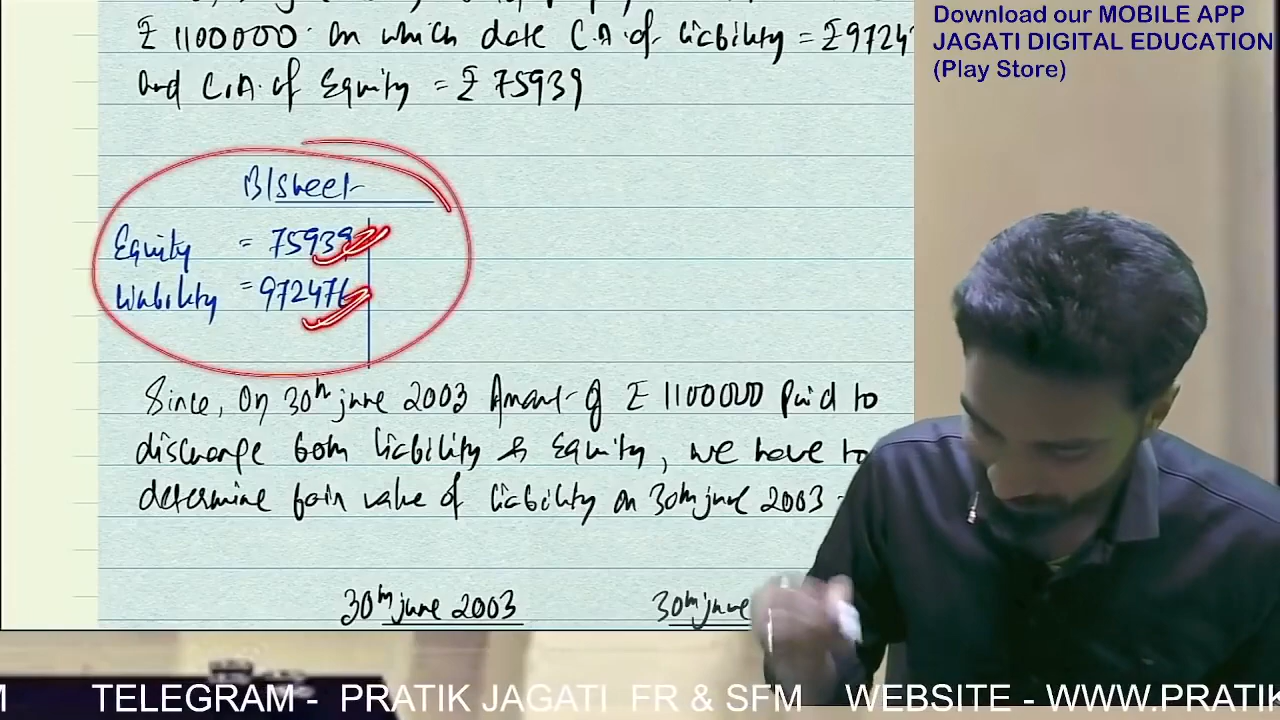 ₹ 1100000. On which date C.A. of liability = ₹9724
And C.A. of Equity = ₹ 75939
B/Sheet
Equity = 75939
Liability = 972476
Since, On 30th june 2003 Amount of ₹ 1100000 Paid to
discharge both liability & Equity, we have to
determine fair value of liability on 30th june 2003
30th june 2003 30th june
Download our MOBILE APP
JAGATI DIGITAL EDUCATION
(Play Store)
M TELEGRAM - PRATIK JAGATI FR & SFM WEBSITE - WWW.PRATIK